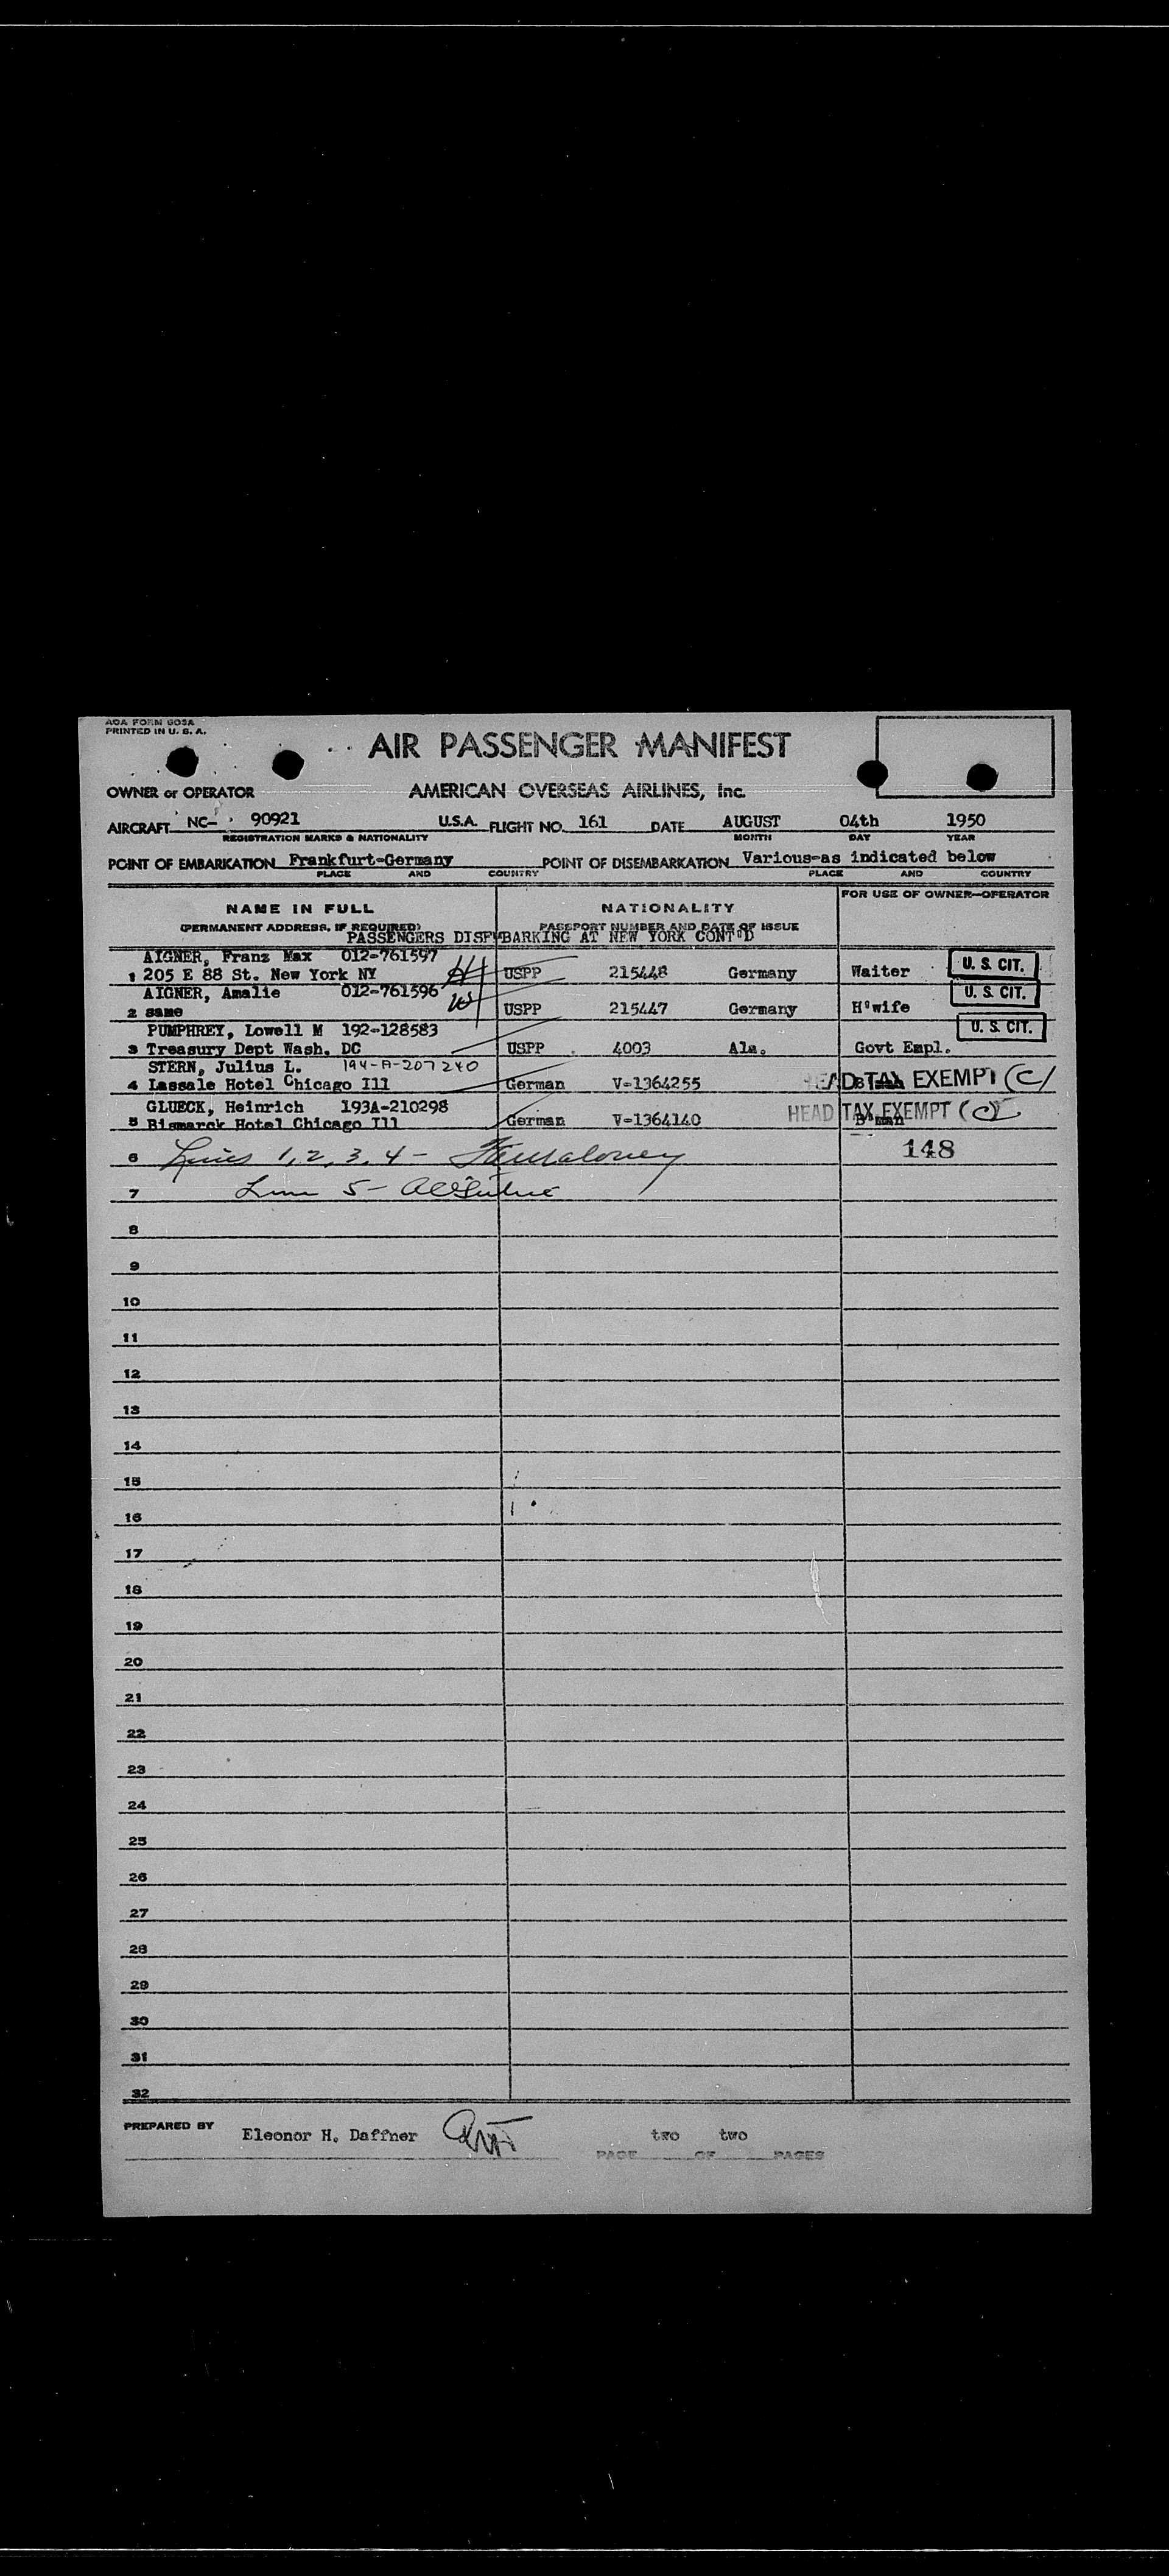 AOA FORM 603A
PRINTED IN U. S. A.
AIR PASSENGER MANIFEST
OWNER or OPERATOR AMERICAN OVERSEAS AIRLINES, Inc.
AIRCRAFT NC- 90921 U.S.A. FLIGHT NO. 161 DATE AUGUST 04th 1950
REGISTRATION MARKS & NATIONALITY MONTH DAY YEAR
POINT OF EMBARKATION Frankfurt-Germany POINT OF DISEMBARKATION Various-as indicated below
PLACE AND COUNTRY PLACE AND COUNTRY
FOR USE OF OWNER-OPERATOR
NAME IN FULL NATIONALITY
(PERMANENT ADDRESS, IF REQUIRED) PASSPORT NUMBER AND DATE OF ISSUE
PASSENGERS BARKING AT NEW YORK CONT'D
AIGNER, Franz Max 012-761597
1 205 E 88 St. New York NY USPP 215448 Germany Waiter U. S. CIT.
AIGNER, Amalie 012-761596
2 same USPP 215447 Germany H'wife U. S. CIT.
PUMPHREY, Lowell M 192-128583
3 Treasury Dept Wash. DC USPP 4003 Ala. Govt Empl. U. S. CIT.
STERN, Julius L. 194-A-207240
4 Lassale Hotel Chicago Ill German V-1364255 HEAD TAX EXEMPT (C)
GLUECK, Heinrich 193A-210298
5 Bismarck Hotel Chicago Ill German V-1364140 HEAD TAX EXEMPT (C)
6 Lines 1, 2, 3, 4 - Maloney 148
7 Line 5 -
8
9
10
11
12
13
14
15
16
17
18
19
20
21
22
23
24
25
26
27
28
29
30
31
32
PREPARED BY Eleonor H. Daffner two two
PAGE OF PAGES